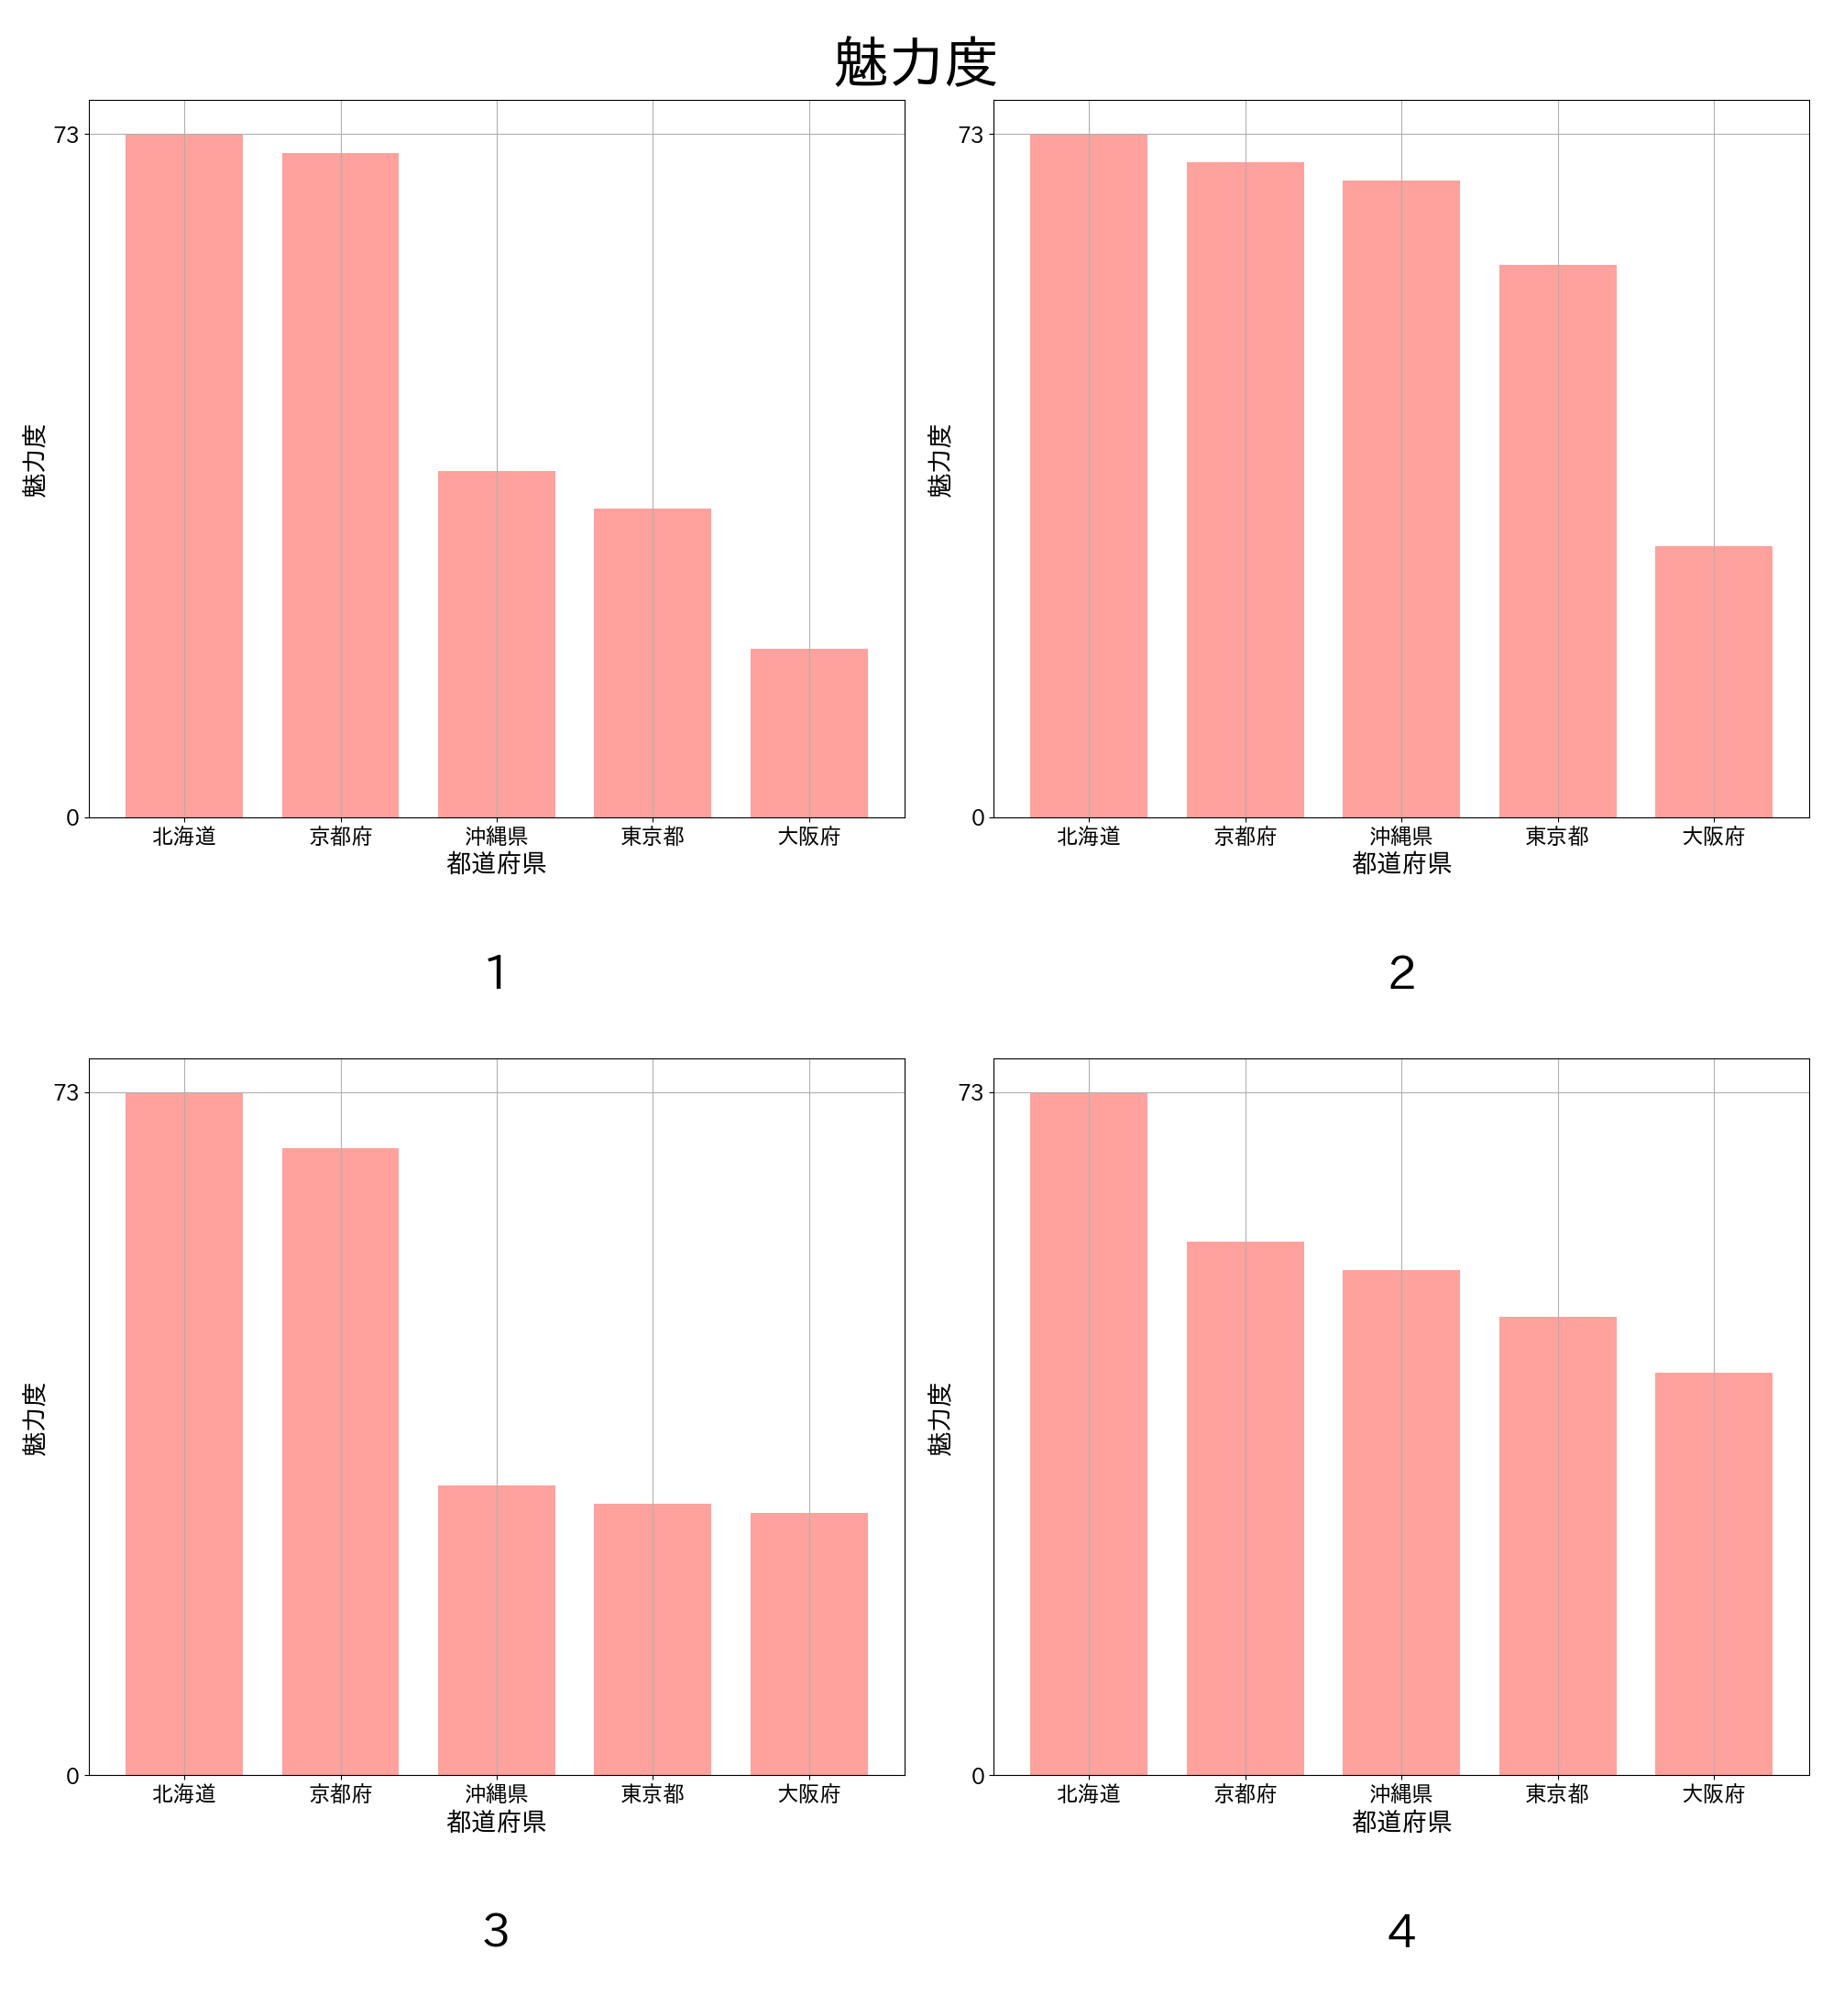 魅力度
73
0
魅力度
北海道 京都府 沖縄県 東京都 大阪府
都道府県
1
73
0
魅力度
北海道 京都府 沖縄県 東京都 大阪府
都道府県
2
73
0
魅力度
北海道 京都府 沖縄県 東京都 大阪府
都道府県
3
73
0
魅力度
北海道 京都府 沖縄県 東京都 大阪府
都道府県
4